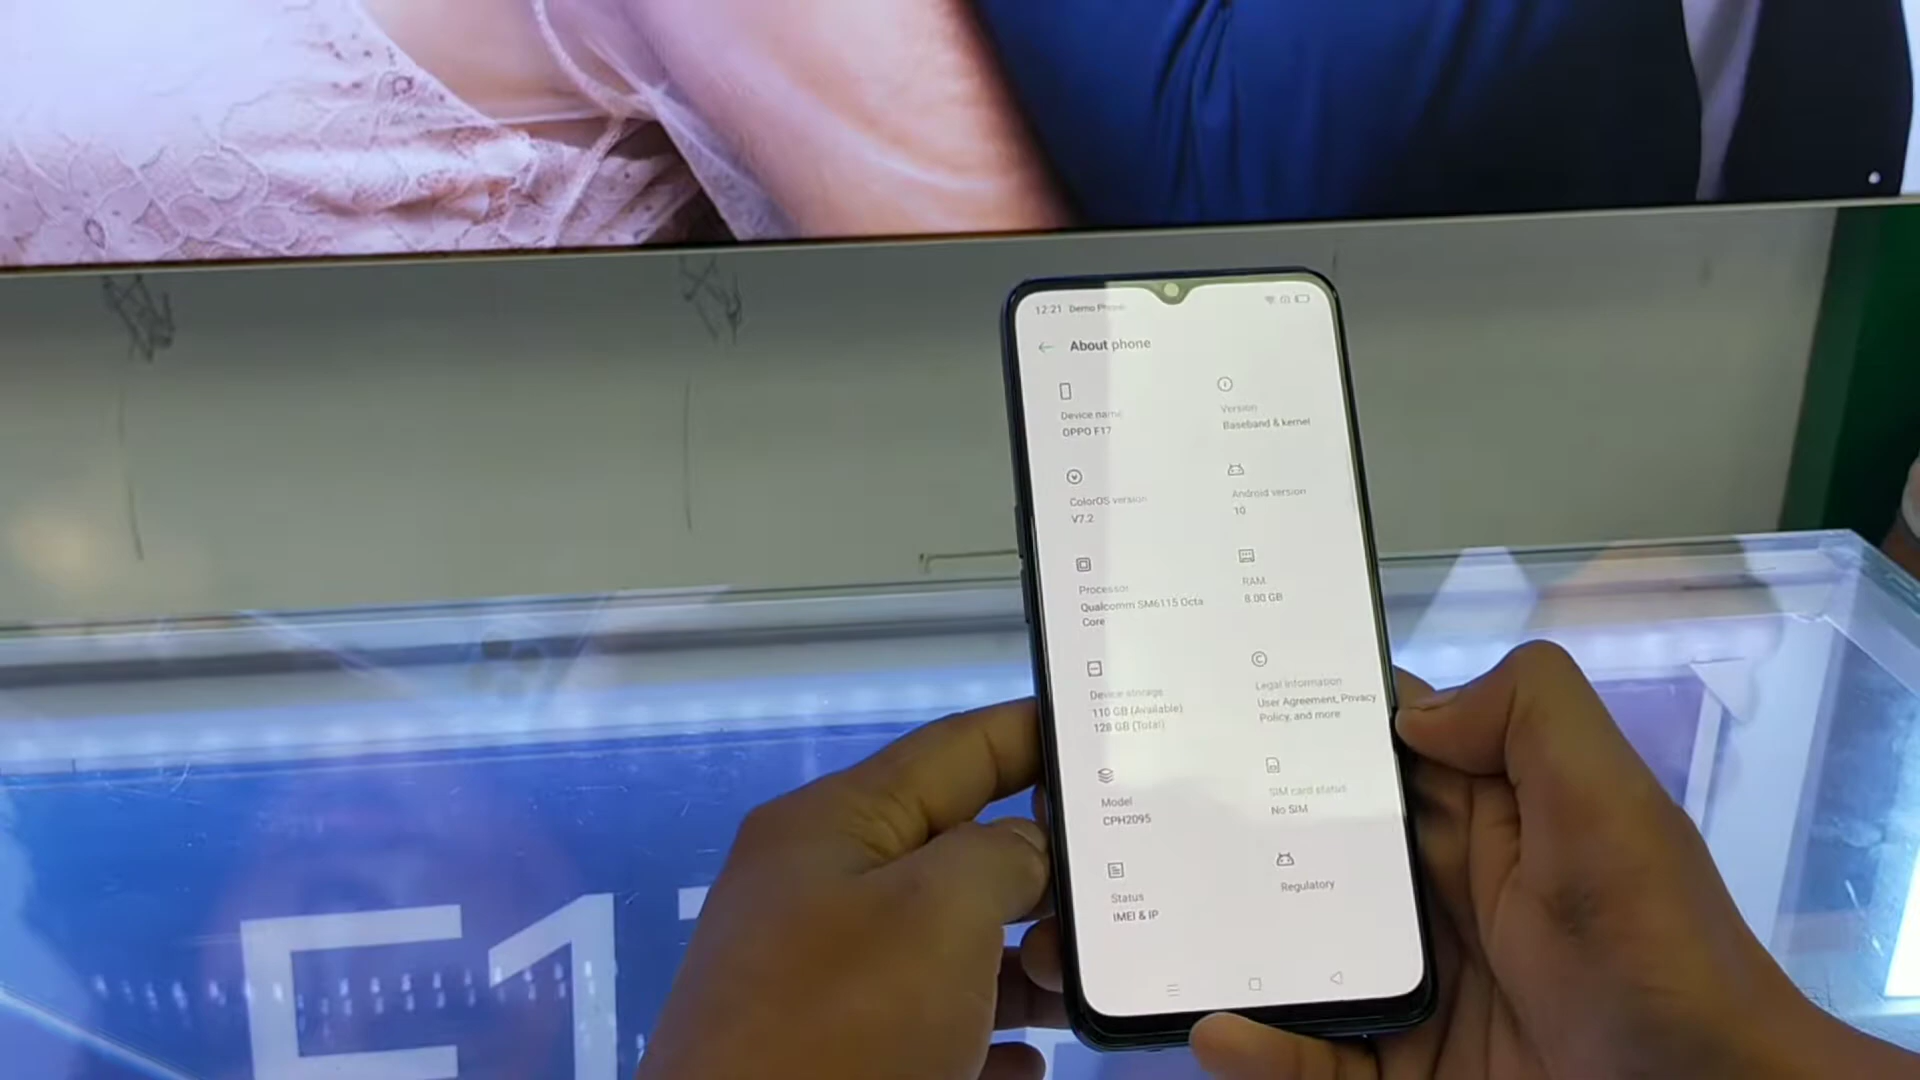 12:21 Demo Phone
About phone
Device name
OPPO F17
Version
Baseband & kernel
ColorOS version
V7.2
Android version
10
Processor
Qualcomm SM6115 Octa
Core
RAM
8.00 GB
Device storage
110 GB (Available)
128 GB (Total)
Legal information
User Agreement, Privacy
Policy, and more
Model
CPH2095
SIM card status
No SIM
Status
IMEI & IP
Regulatory